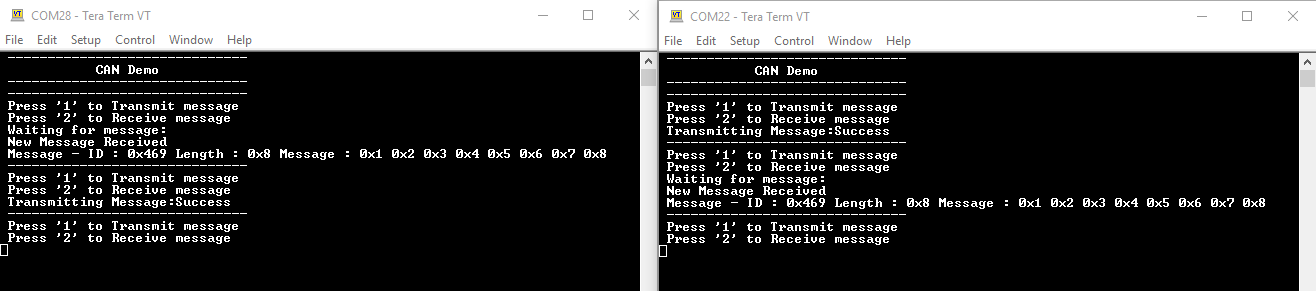 COM28 - Tera Term VT
File Edit Setup Control Window Help
------------------------------
CAN Demo
------------------------------
------------------------------
Press '1' to Transmit message
Press '2' to Receive message
Waiting for message:
New Message Received
Message - ID : 0x469 Length : 0x8 Message : 0x1 0x2 0x3 0x4 0x5 0x6 0x7 0x8
------------------------------
Press '1' to Transmit message
Press '2' to Receive message
Transmitting Message:Success
------------------------------
Press '1' to Transmit message
Press '2' to Receive message
COM22 - Tera Term VT
File Edit Setup Control Window Help
------------------------------
CAN Demo
------------------------------
------------------------------
Press '1' to Transmit message
Press '2' to Receive message
Transmitting Message:Success
------------------------------
Press '1' to Transmit message
Press '2' to Receive message
Waiting for message:
New Message Received
Message - ID : 0x469 Length : 0x8 Message : 0x1 0x2 0x3 0x4 0x5 0x6 0x7 0x8
------------------------------
Press '1' to Transmit message
Press '2' to Receive message